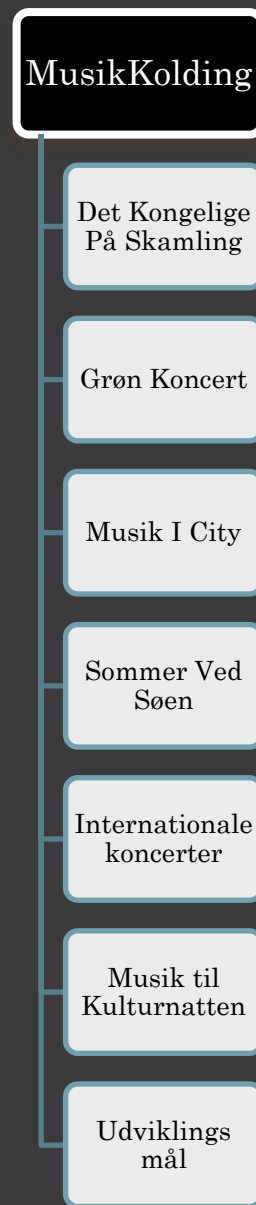 MusikKolding
Det Kongelige
På Skamling
Grøn Koncert
Musik I City
Sommer Ved
Søen
Internationale
koncerter
Musik til
Kulturnatten
Udviklings
mål